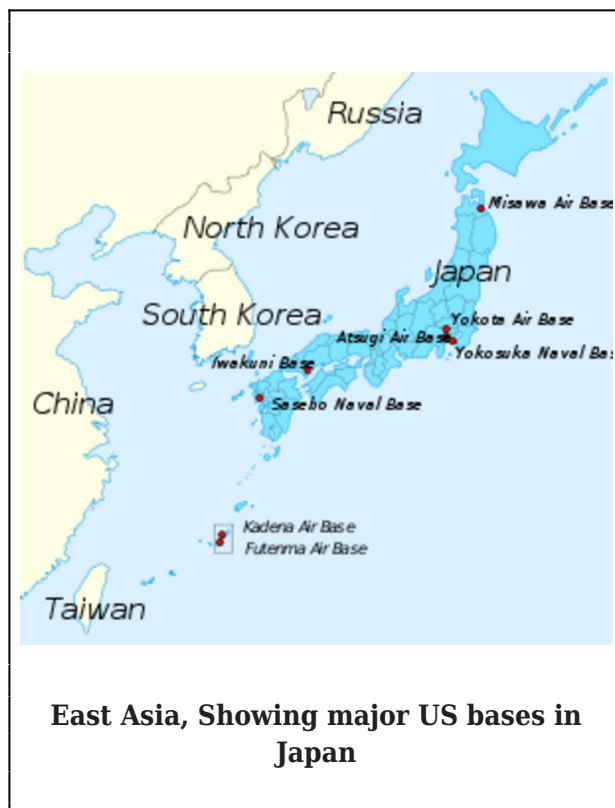 Russia
Misawa Air Base
North Korea
Japan
South Korea
Yokota Air Base
Atsugi Air Base
Yokosuka Naval Bas
Iwakuni Base
China
Sasebo Naval Base
Kadena Air Base
Futenma Air Base
Taiwan
East Asia, Showing major US bases in
Japan